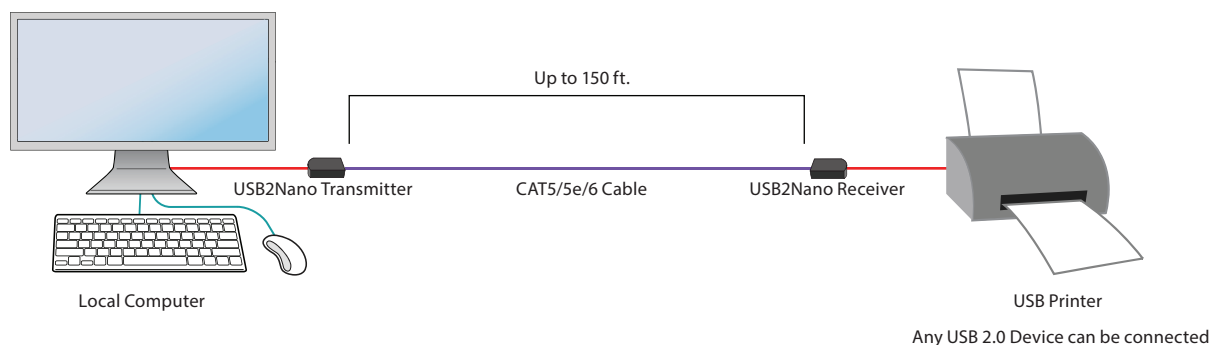 Up to 150 ft.
USB2Nano Transmitter
CAT5/5e/6 Cable
USB2Nano Receiver
Local Computer
USB Printer
Any USB 2.0 Device can be connected